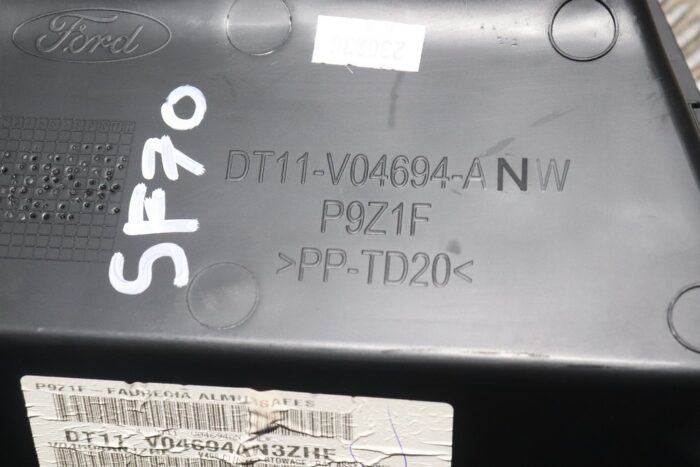 Ford
SF70
DT11-V04694-ANW
P9Z1F
>PP-TD20<
P9Z1F - FAURECIA ALMUSSAFES
DT11 V04694AN3ZHE